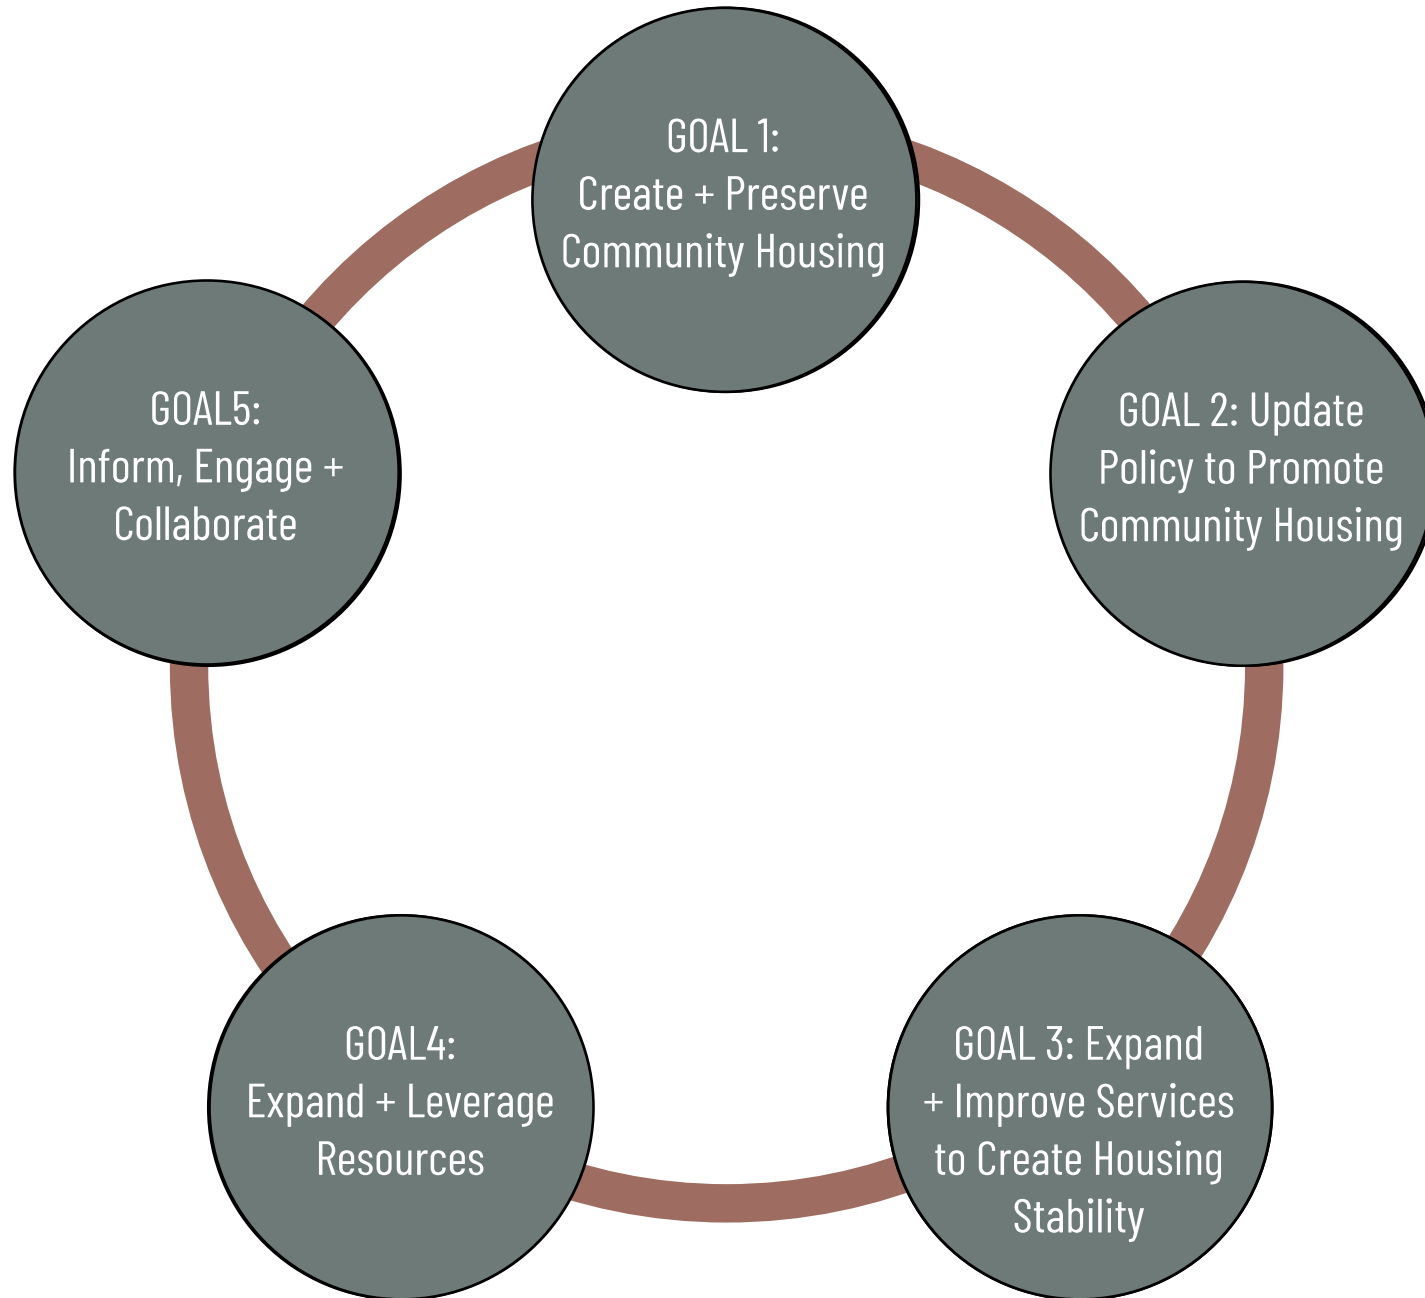 GOAL 1:
Create + Preserve
Community Housing
GOAL 2: Update
Policy to Promote
Community Housing
GOAL 3: Expand
+ Improve Services
to Create Housing
Stability
GOAL4:
Expand + Leverage
Resources
GOAL5:
Inform, Engage +
Collaborate